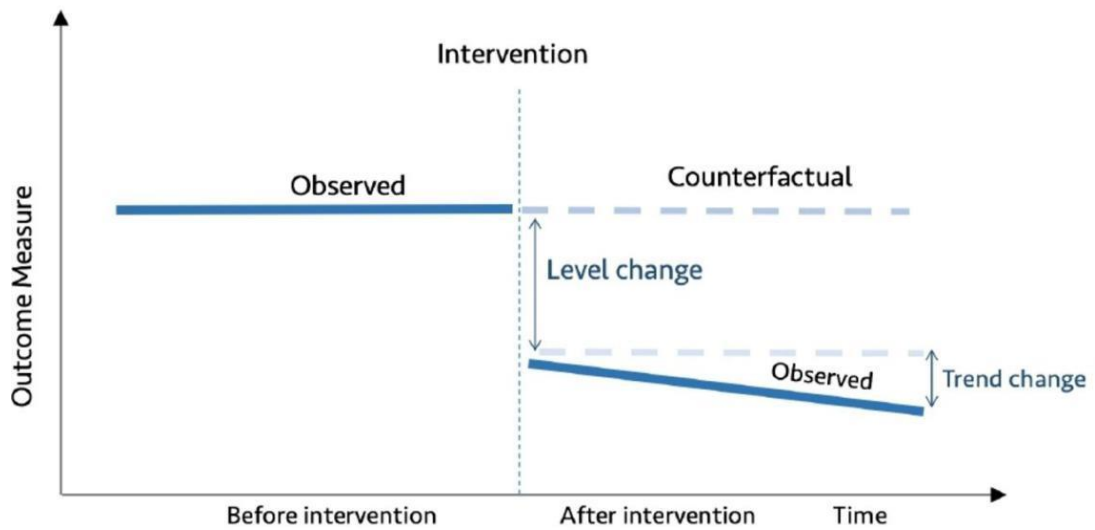 Intervention
Observed
Counterfactual
Level change
Observed
Trend change
Outcome Measure
Before intervention
After intervention
Time